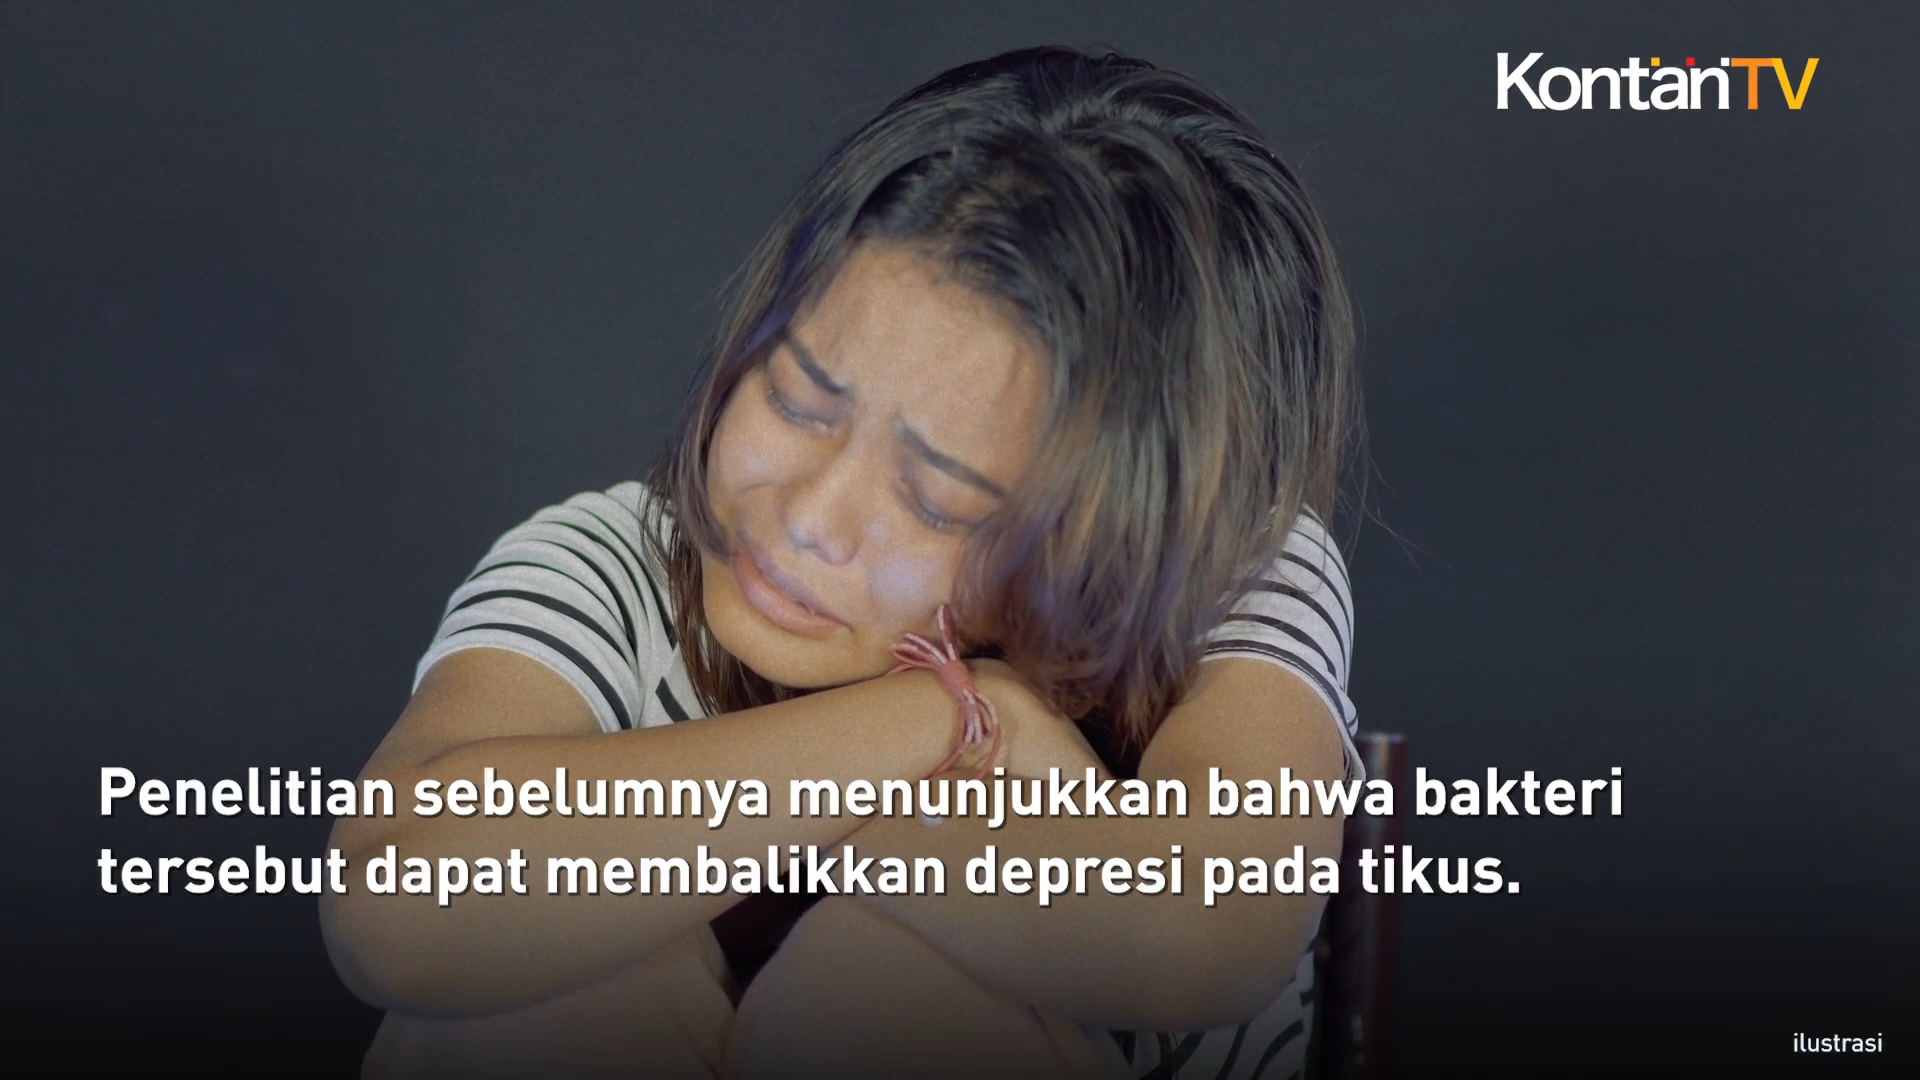 KontanTV
Penelitian sebelumnya menunjukkan bahwa bakteri
tersebut dapat membalikkan depresi pada tikus.
ilustrasi